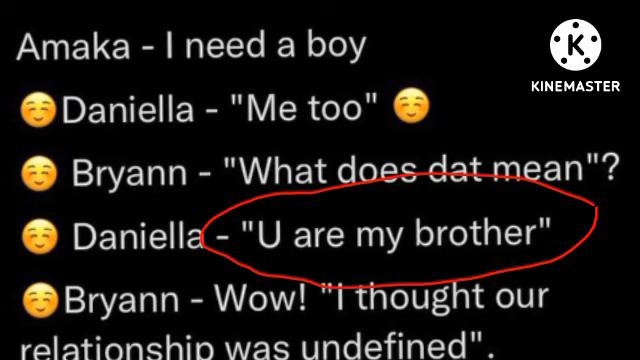 Amaka - I need a boy
☺️Daniella - "Me too" ☺️
☺️ Bryann - "What does dat mean"?
☺️ Daniella - "U are my brother"
☺️Bryann - Wow! "I thought our
relationship was undefined".
K
KINEMASTER